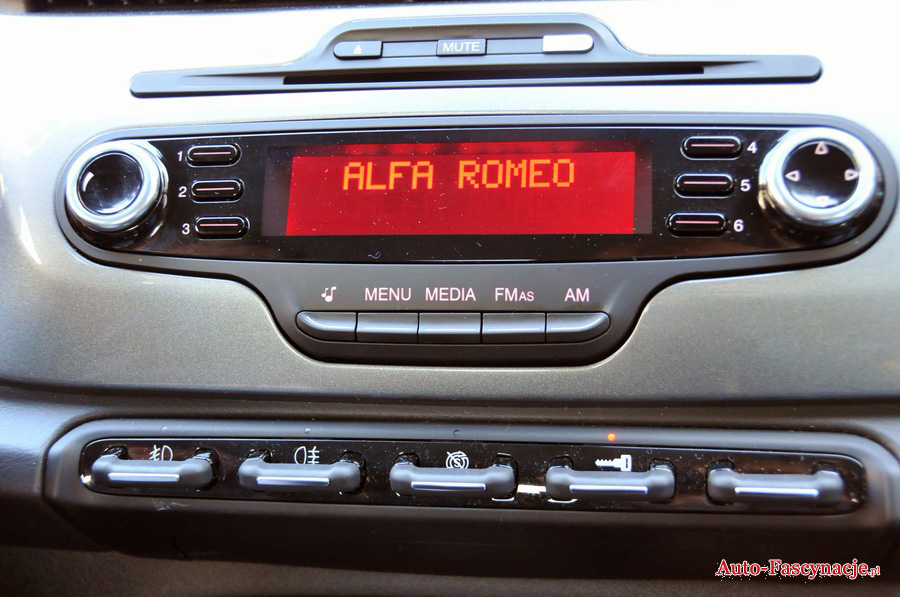 MUTE
1
2
3
ALFA ROMEO
4
5
6
MENU MEDIA FMAS AM
S
Auto-Fascynacje.pl